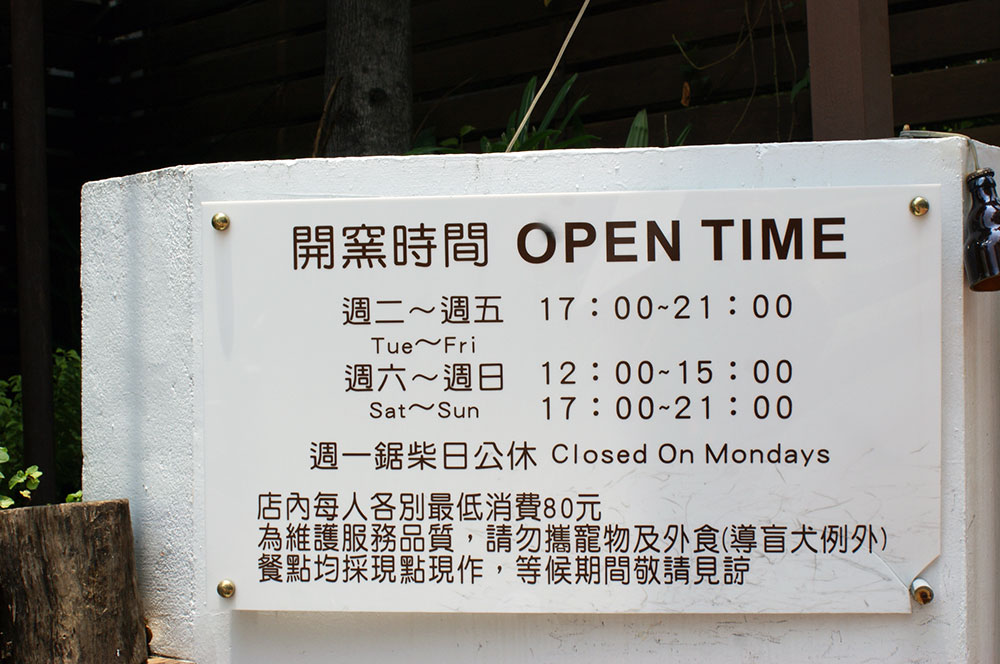 開窯時間 OPEN TIME
週二～週五 17：00~21：00
Tue～Fri
週六～週日 12：00~15：00
Sat～Sun 17：00~21：00
週一鋸柴日公休 Closed On Mondays
店內每人各別最低消費80元
為維護服務品質，請勿攜寵物及外食(導盲犬例外)
餐點均採現點現作，等候期間敬請見諒